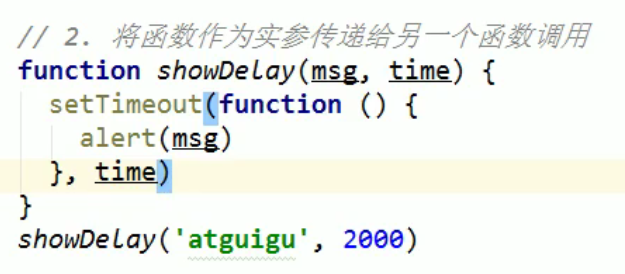 // 2. 将函数作为实参传递给另一个函数调用
function showDelay(msg, time) {
  setTimeout(function () {
    alert(msg)
  }, time)
}
showDelay('atguigu', 2000)